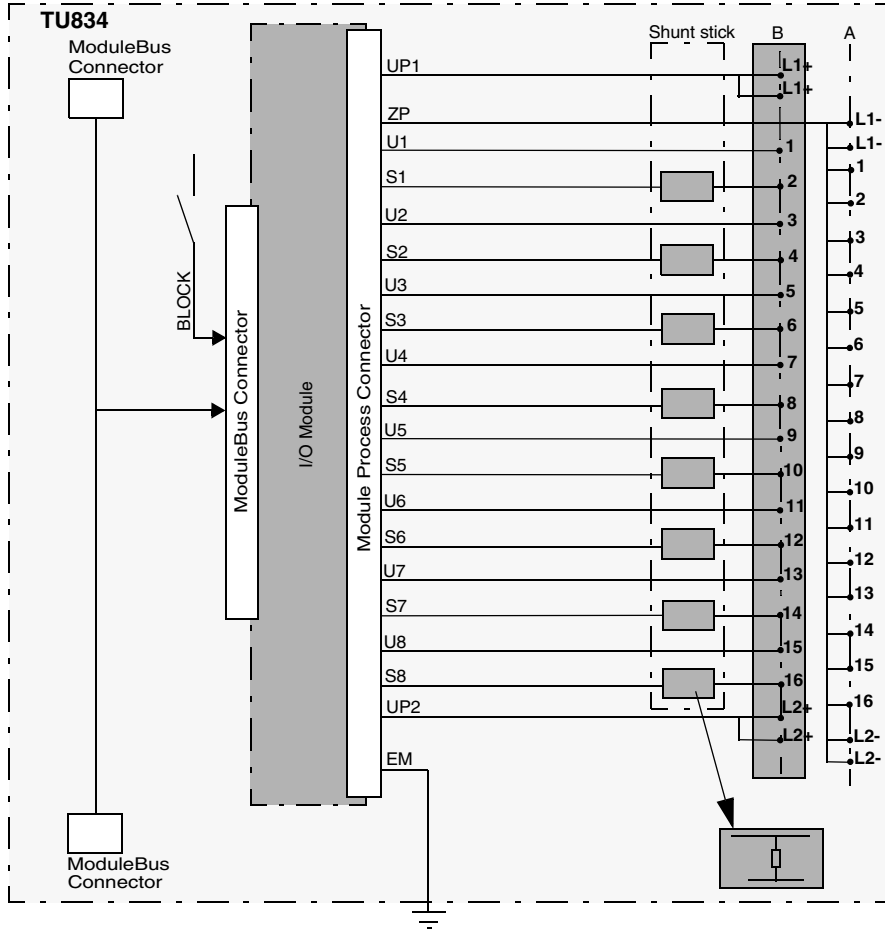 TU834
ModuleBus
Connector
Shunt stick
B
A
UP1
L1+
L1+
ZP
L1-
U1
1
L1-
1
S1
2
2
U2
3
3
S2
4
4
U3
5
5
S3
6
6
U4
7
7
S4
8
8
U5
9
9
S5
10
10
U6
11
11
S6
12
12
U7
13
13
S7
14
14
U8
15
15
S8
16
16
UP2
L2+
L2+
L2-
L2-
EM
BLOCK
ModuleBus Connector
I/O Module
Module Process Connector
ModuleBus
Connector